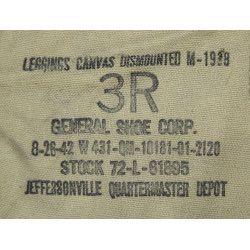 LEGGINGS CANVAS DISMOUNTED M-1938
3R
GENERAL SHOE CORP.
8-26-42 W 431-QM-10181-01-2120
STOCK 72-L-61895
JEFFERSONVILLE QUARTERMASTER DEPOT